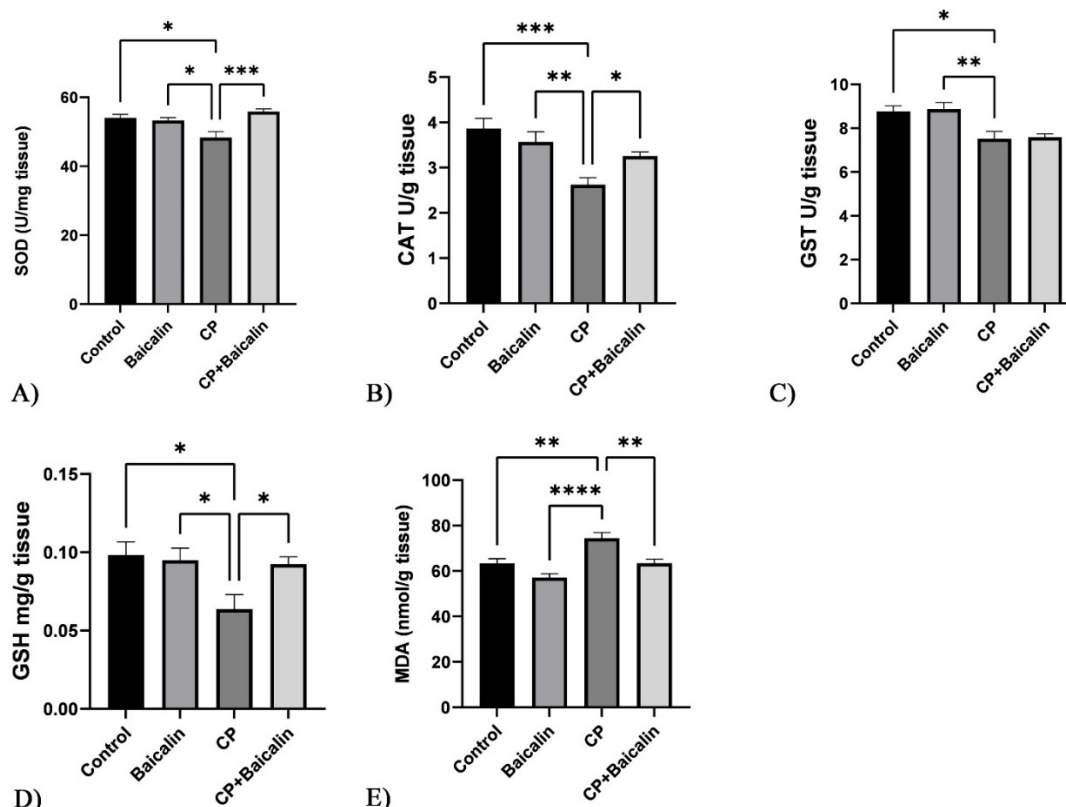 *
*
***
SOD (U/mg tissue)
60
40
20
0
Control
Baicalin
CP
CP+Baicalin
A)
***
**
*
CAT U/g tissue
5
4
3
2
1
0
Control
Baicalin
CP
CP+Baicalin
B)
*
**
GST U/g tissue
10
8
6
4
2
0
Control
Baicalin
CP
CP+Baicalin
C)
*
*
*
GSH mg/g tissue
0.15
0.10
0.05
0.00
Control
Baicalin
CP
CP+Baicalin
D)
**
**
****
MDA (nmol/g tissue)
100
80
60
40
20
0
Control
Baicalin
CP
CP+Baicalin
E)